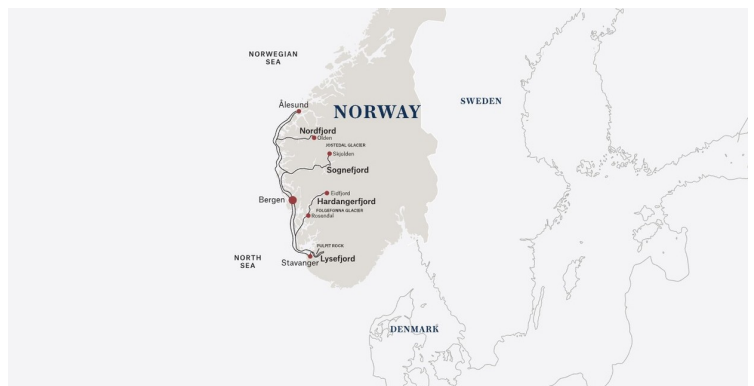 NORWEGIAN
SEA
Ålesund
NORWAY
SWEDEN
Nordfjord
Olden
JOSTEDAL GLACIER
Skjolden
Sognefjord
Bergen
Eidfjord
Hardangerfjord
FOLGEFONNA GLACIER
Rosendal
PULPIT ROCK
NORTH
SEA
Stavanger
Lysefjord
DENMARK